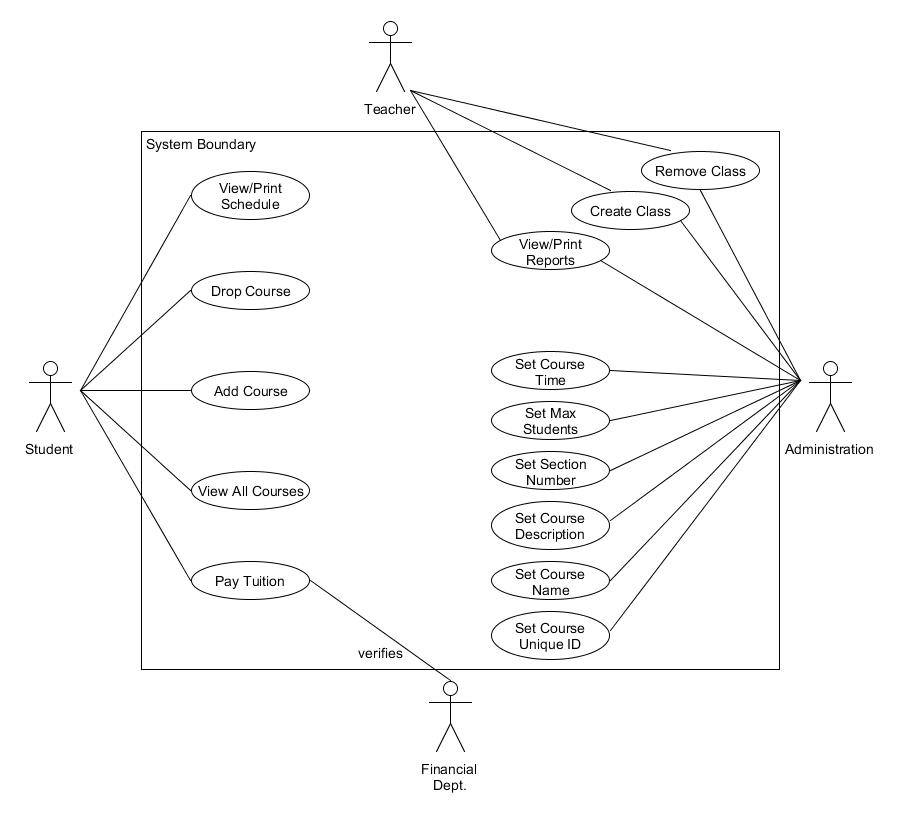 Teacher
System Boundary
View/Print
Schedule
Remove Class
Create Class
View/Print
Reports
Drop Course
Set Course
Time
Add Course
Set Max
Students
Student
Administration
Set Section
Number
View All Courses
Set Course
Description
Pay Tuition
Set Course
Name
Set Course
Unique ID
verifies
Financial
Dept.